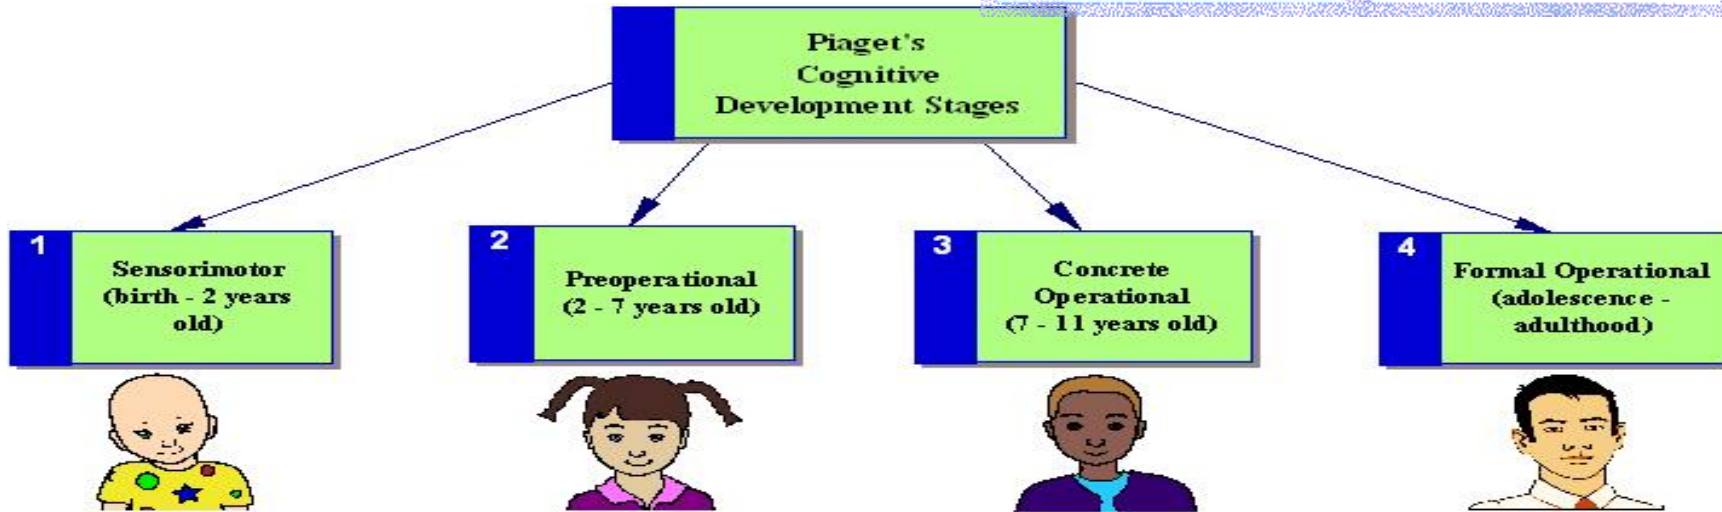 Piaget's
Cognitive
Development Stages
1
Sensorimotor
(birth - 2 years
old)
2
Preoperational
(2 - 7 years old)
3
Concrete
Operational
(7 - 11 years old)
4
Formal Operational
(adolescence -
adulthood)